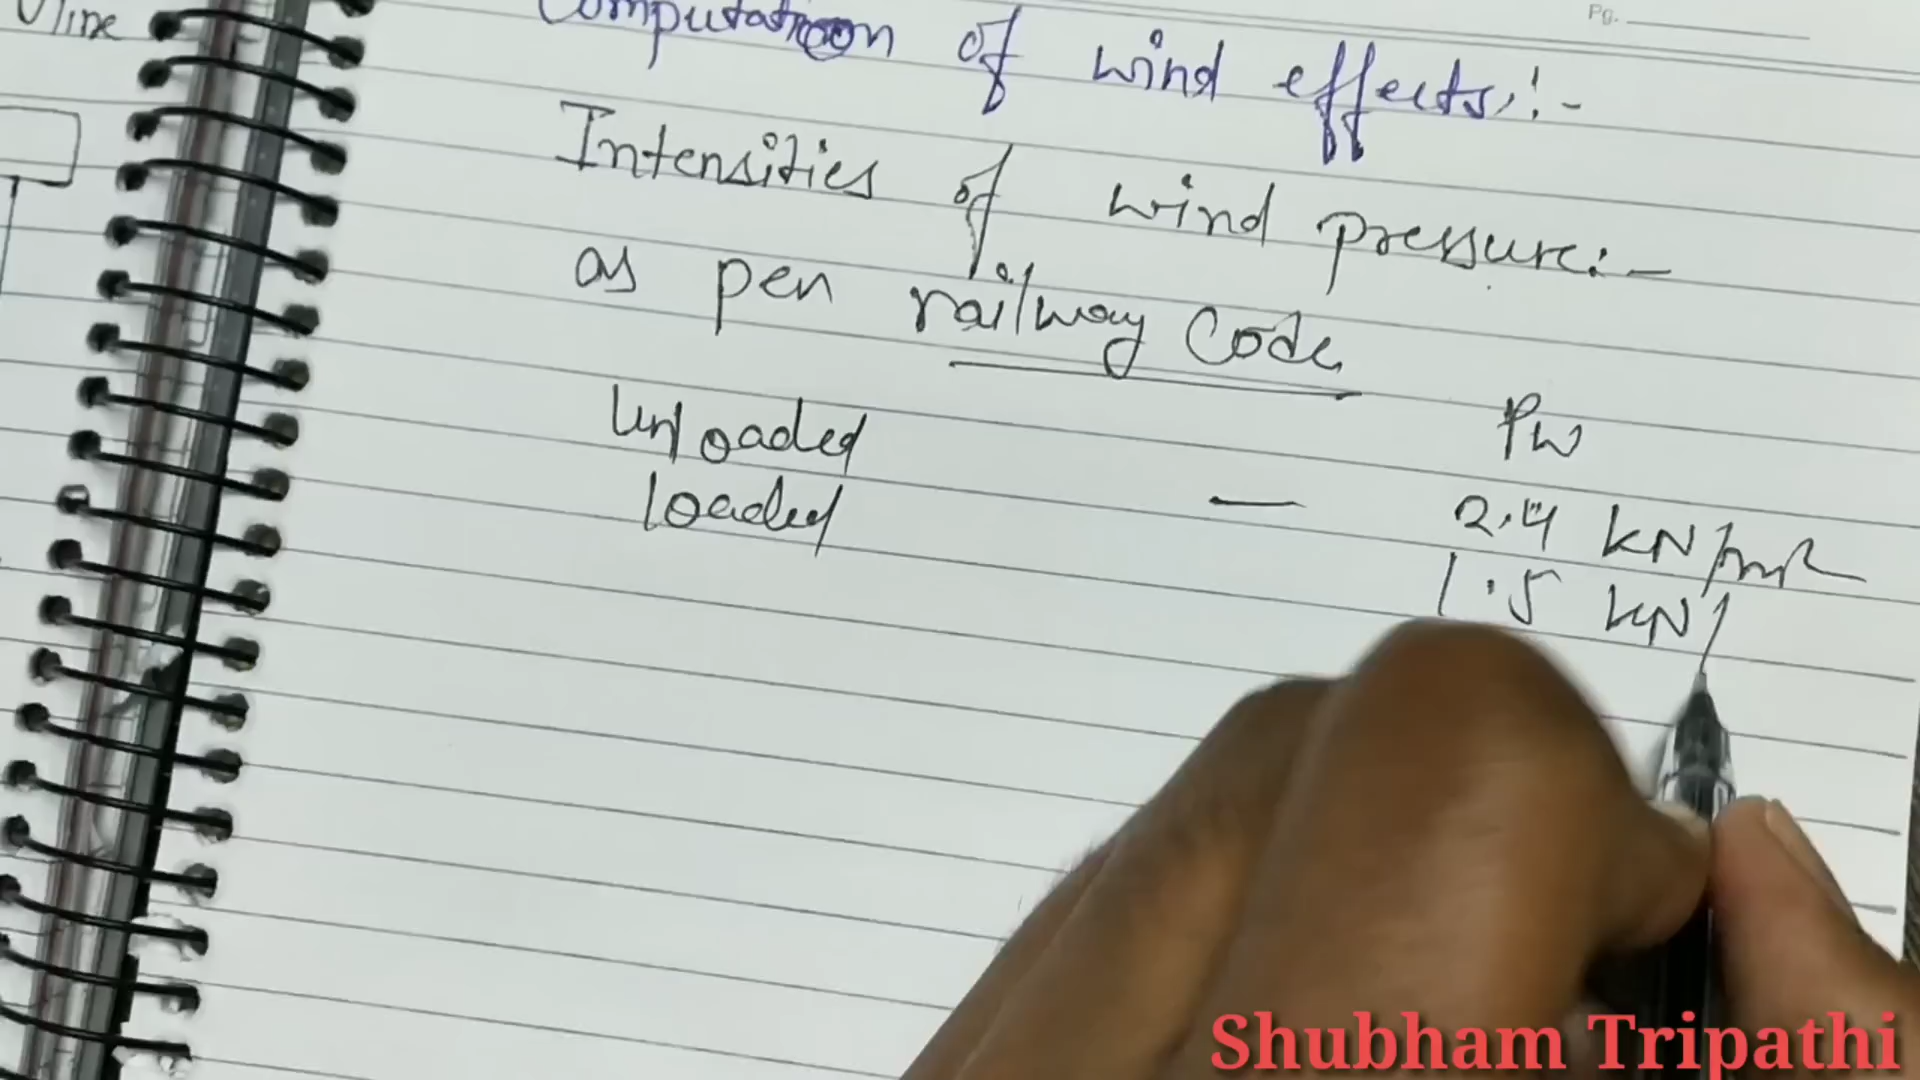 Pg.
Computation of wind effects:-
Intensities of wind pressure:-
as per railway Code
Pw
Unloaded — 2.4 kN/m2
loaded 1.5 kN/
Shubham Tripathi